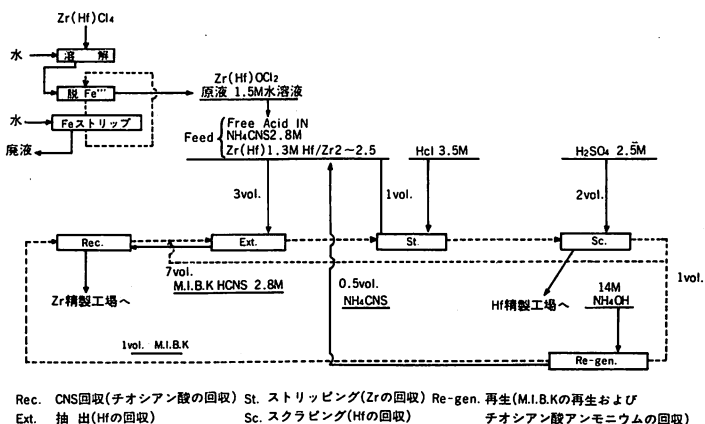 Zr(Hf)Cl₄
水
溶 解
脱 Fe'''
水
Feストリップ
廃液
Zr(Hf)OCl₂
原液 1.5M水溶液
Feed
Free Acid IN
NH₄CNS2.8M
Zr(Hf)1.3M Hf/Zr2~2.5
Hcl 3.5M
H₂SO₄ 2.5M
3vol.
1vol.
2vol.
Rec.
Ext.
St.
Sc.
7vol.
M.I.B.K HCNS 2.8M
0.5vol.
NH₄CNS
1vol.
Zr精製工場へ
Hf精製工場へ
14M
NH₄OH
1vol. M.I.B.K
Re-gen.
Rec. CNS回収(チオシアン酸の回収) St. ストリッピング(Zrの回収) Re-gen. 再生(M.I.B.Kの再生および
Ext. 抽 出(Hfの回収) Sc. スクラビング(Hfの回収) チオシアン酸アンモニウムの回収)